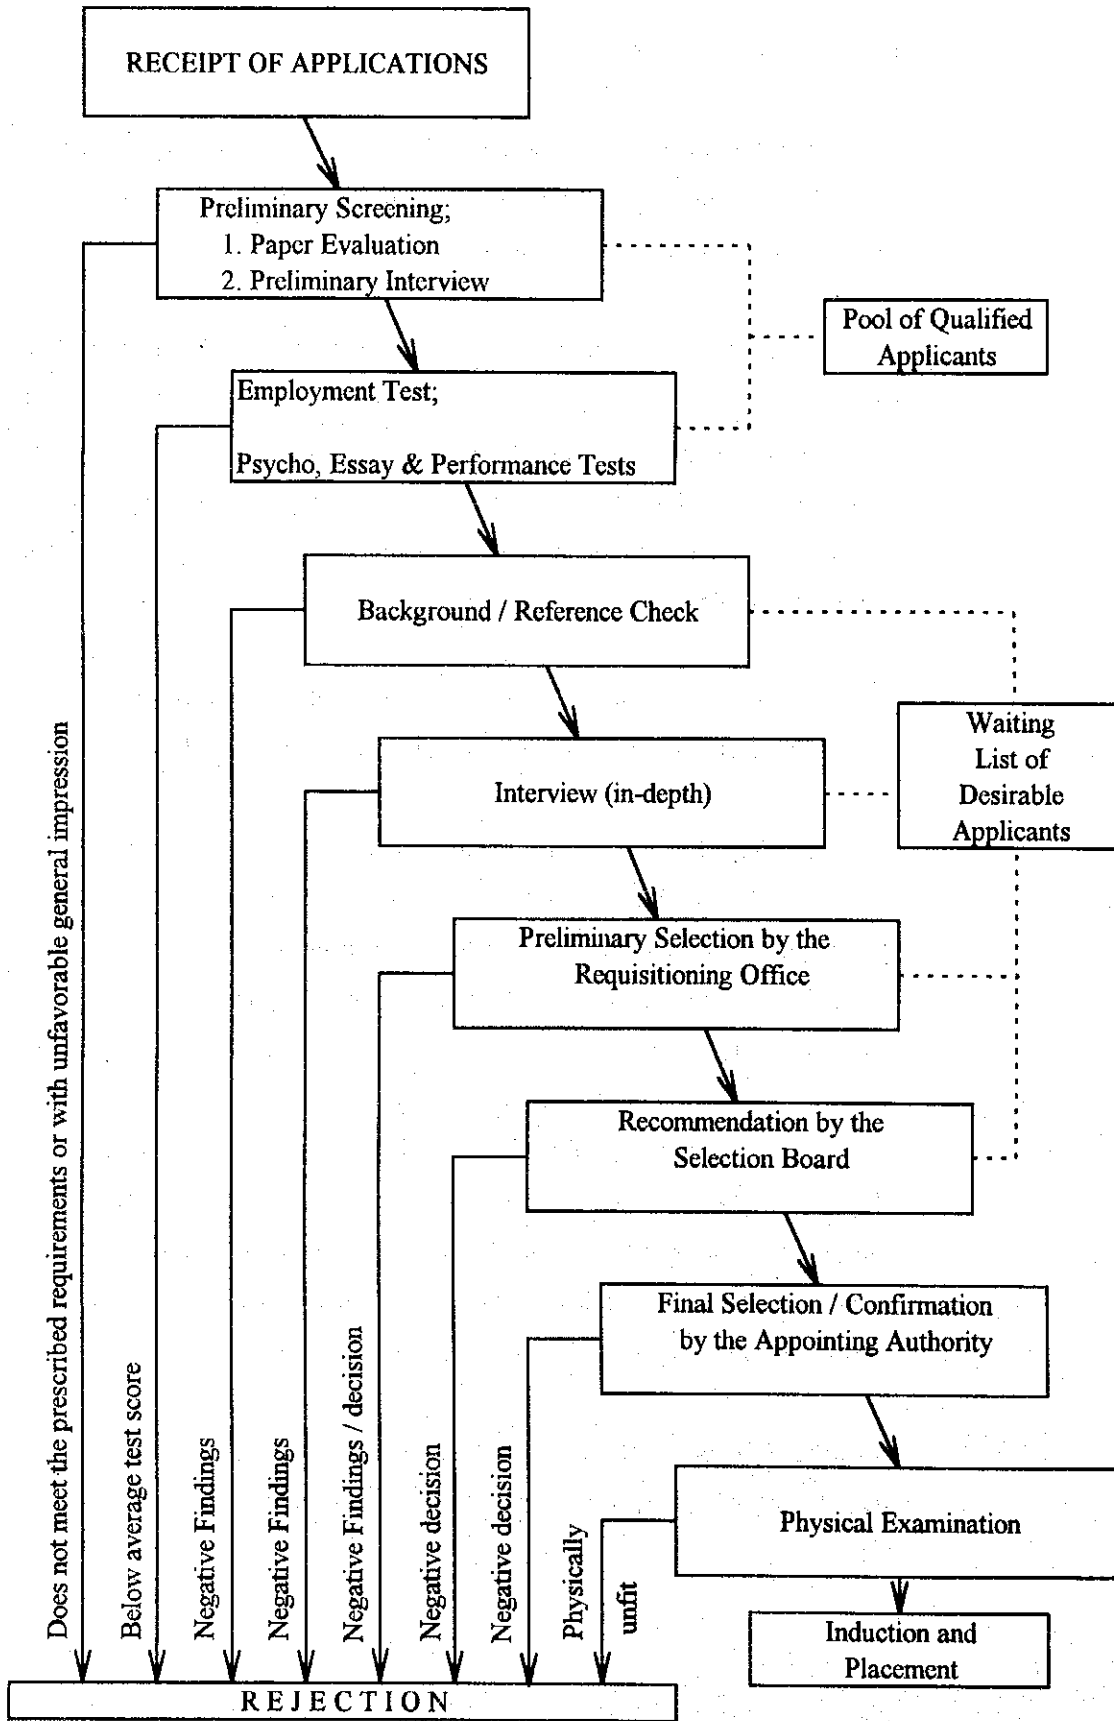 RECEIPT OF APPLICATIONS
Preliminary Screening;
1. Paper Evaluation
2. Preliminary Interview
Pool of Qualified
Applicants
Employment Test;
Psycho, Essay & Performance Tests
Background / Reference Check
Waiting
List of
Desirable
Applicants
Interview (in-depth)
Preliminary Selection by the
Requisitioning Office
Recommendation by the
Selection Board
Final Selection / Confirmation
by the Appointing Authority
Physical Examination
Induction and
Placement
Does not meet the prescribed requirements or with unfavorable general impression
Below average test score
Negative Findings
Negative Findings
Negative Findings / decision
Negative decision
Negative decision
Physically
unfit
REJECTION